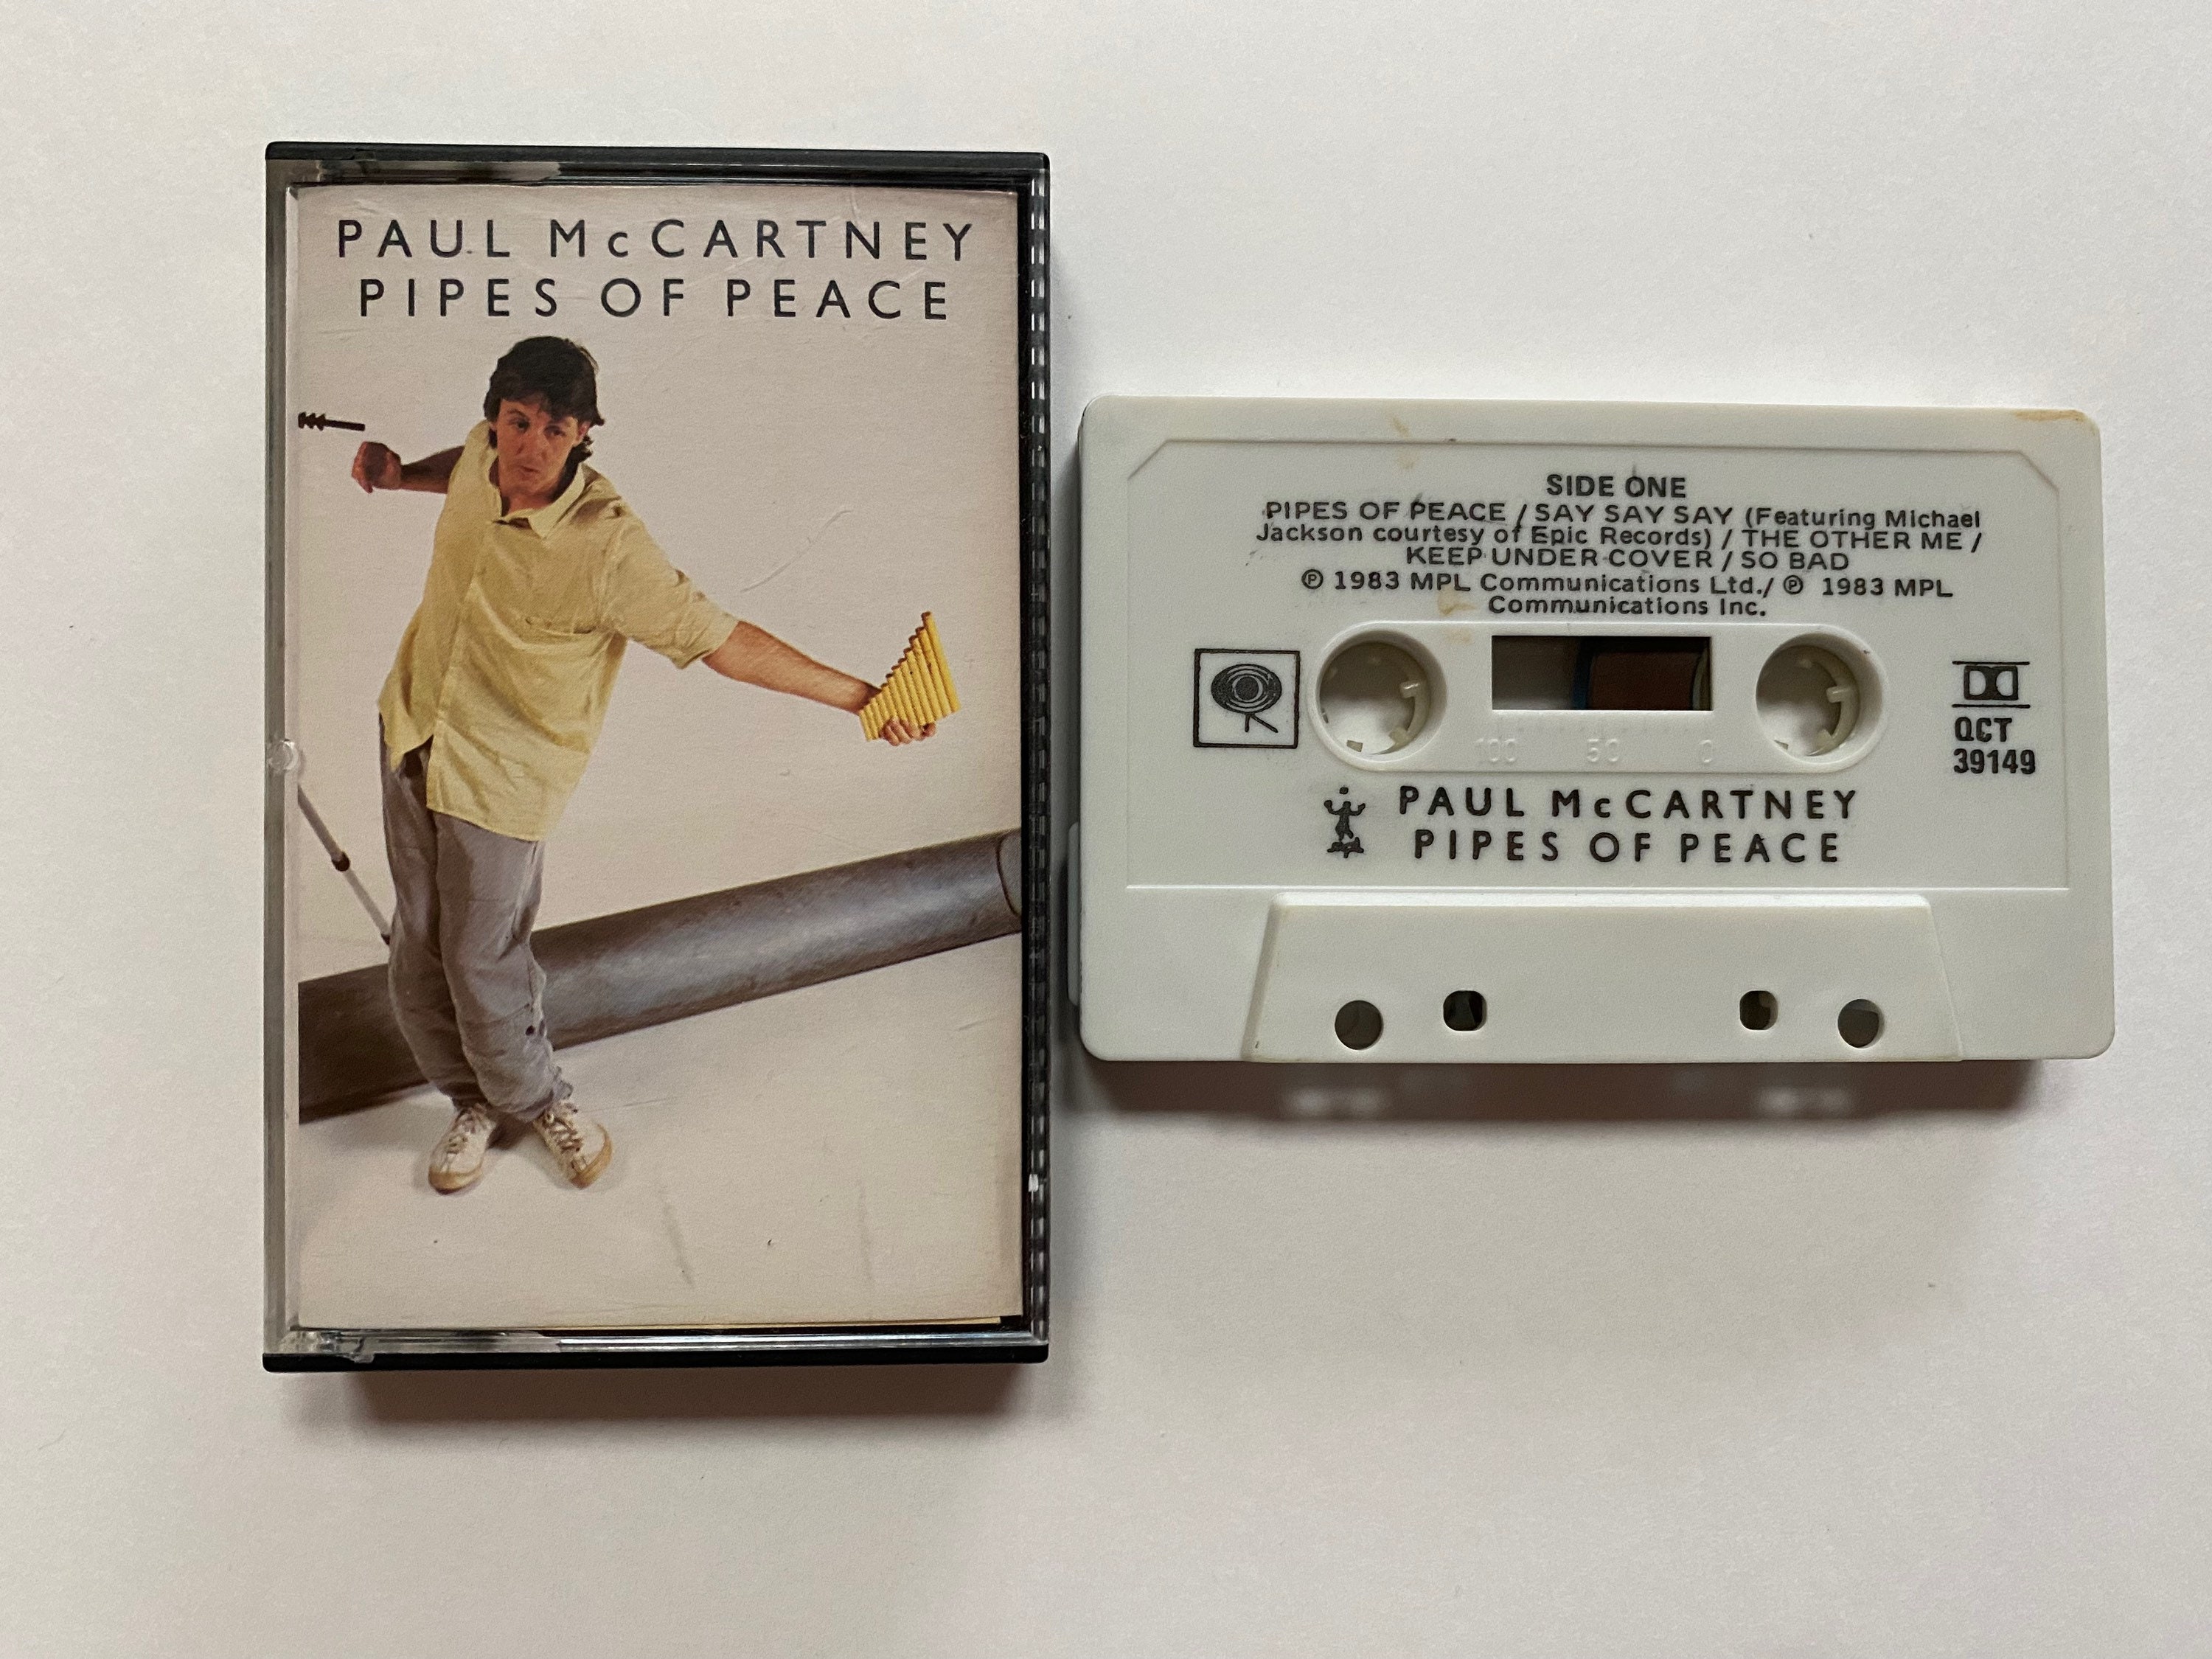 PAUL McCARTNEY
PIPES OF PEACE
SIDE ONE
PIPES OF PEACE / SAY SAY SAY (Featuring Michael
Jackson courtesy of Epic Records) / THE OTHER ME /
KEEP UNDER COVER / SO BAD
℗ 1983 MPL Communications Ltd./ ℗ 1983 MPL
Communications Inc.
100 50 0
QCT
39149
PAUL McCARTNEY
PIPES OF PEACE